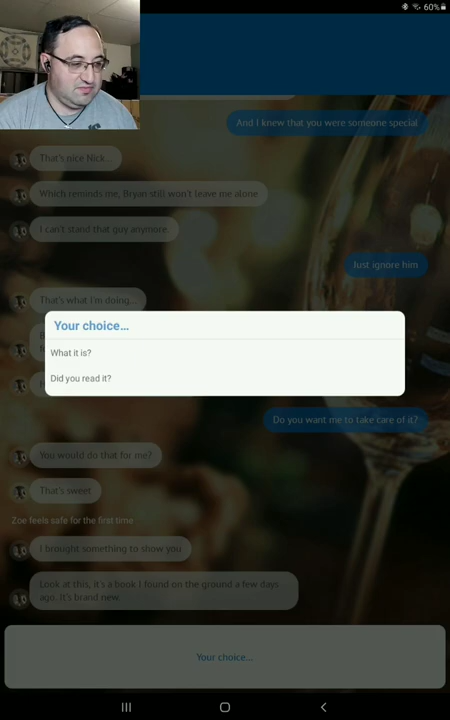 60%
And I knew that you were someone special
That's nice Nick...
Which reminds me, Bryan still won't leave me alone
I can't stand that guy anymore.
Just ignore him
That's what I'm doing...
Your choice...
What it is?
Did you read it?
Do you want me to take care of it?
You would do that for me?
That's sweet
Zoe feels safe for the first time
I brought something to show you
Look at this, it's a book I found on the ground a few days
ago. It's brand new.
Your choice...